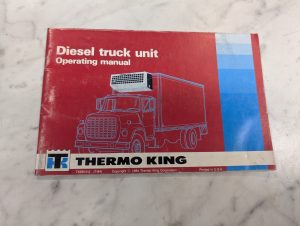 Diesel truck unit
Operating manual
THERMO KING
Copyright © 1984 Thermo King Corporation
Printed in U.S.A.